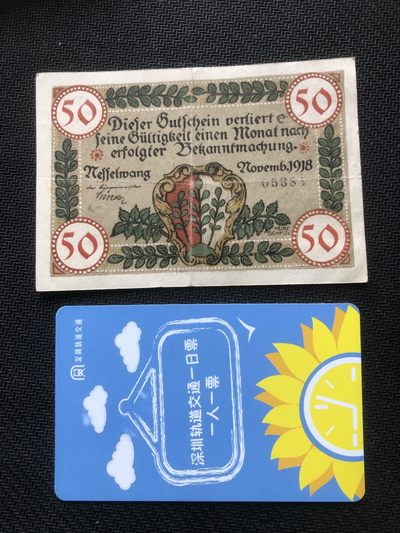 50
50
Dieser Gutschein verliert
seine Gültigkeit einen Monat nach
erfolgter Bekanntmachung.
Nesselwang
Novemb. 1918
05384
50
50
深圳轨道交通
深圳轨道交通一日票
一人一票